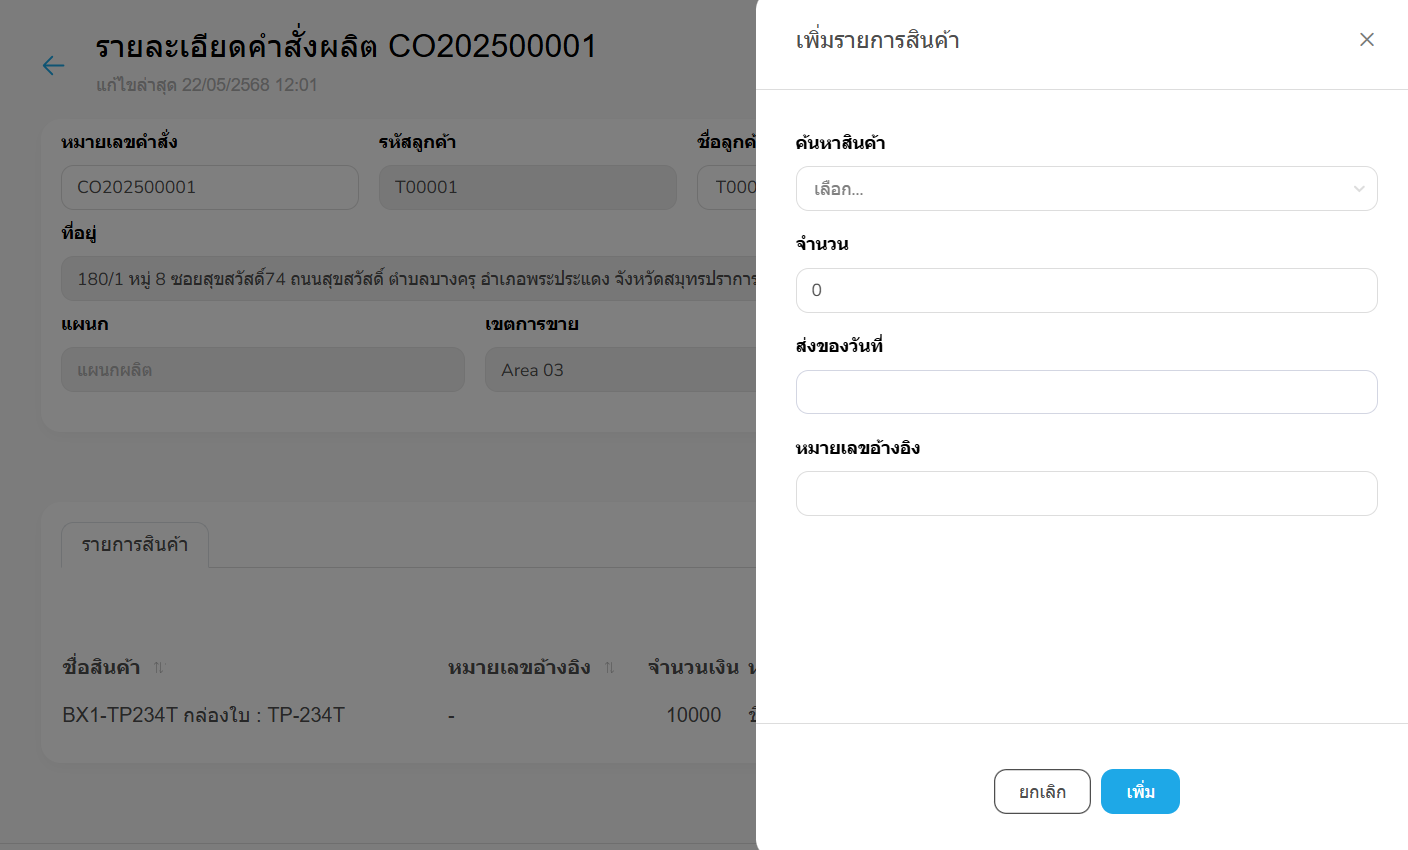 รายละเอียดคำสั่งผลิต CO202500001
แก้ไขล่าสุด 22/05/2568 12:01
หมายเลขคำสั่ง
รหัสลูกค้า
CO202500001
T00001
T000
ที่อยู่
180/1 หมู่ 8 ซอยสุขสวัสดิ์74 ถนนสุขสวัสดิ์ ตำบลบางครุ อำเภอพระประแดง จังหวัดสมุทรปราการ
แผนก
เขตการขาย
แผนกผลิต
Area 03
รายการสินค้า
ชื่อสินค้า
หมายเลขอ้างอิง
จำนวนเงิน
BX1-TP234T กล่องใบ : TP-234T
-
10000
เพิ่มรายการสินค้า
ค้นหาสินค้า
เลือก...
จำนวน
0
ส่งของวันที่
หมายเลขอ้างอิง
ยกเลิก
เพิ่ม